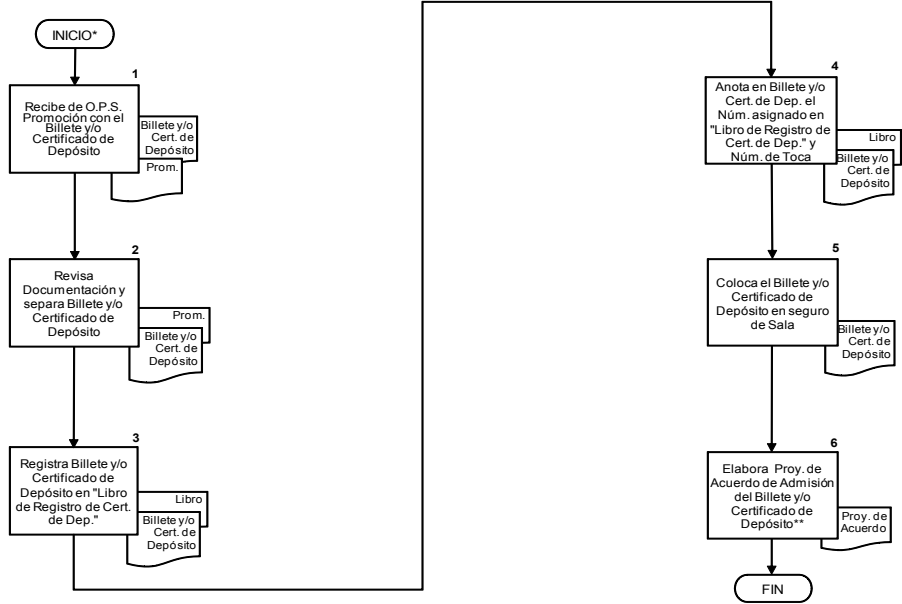 INICIO*
1
Recibe de O.P.S.
Promoción con el
Billete y/o
Certificado de
Depósito
Billete y/o
Cert. de
Depósito
Prom.
2
Revisa
Documentación y
separa Billete y/o
Certificado de
Depósito
Prom.
Billete y/o
Cert. de
Depósito
3
Registra Billete y/o
Certificado de
Depósito en "Libro
de Registro de Cert.
de Dep."
Libro
Billete y/o
Cert. de
Depósito
4
Anota en Billete y/o
Cert. de Dep. el
Núm. asignado en
"Libro de Registro de
Cert. de Dep." y
Núm. de Toca
Libro
Billete y/o
Cert. de
Depósito
5
Coloca el Billete y/o
Certificado de
Depósito en seguro
de Sala
Billete y/o
Cert. de
Depósito
6
Elabora Proy. de
Acuerdo de Admisión
del Billete y/o
Certificado de
Depósito**
Proy. de
Acuerdo
FIN